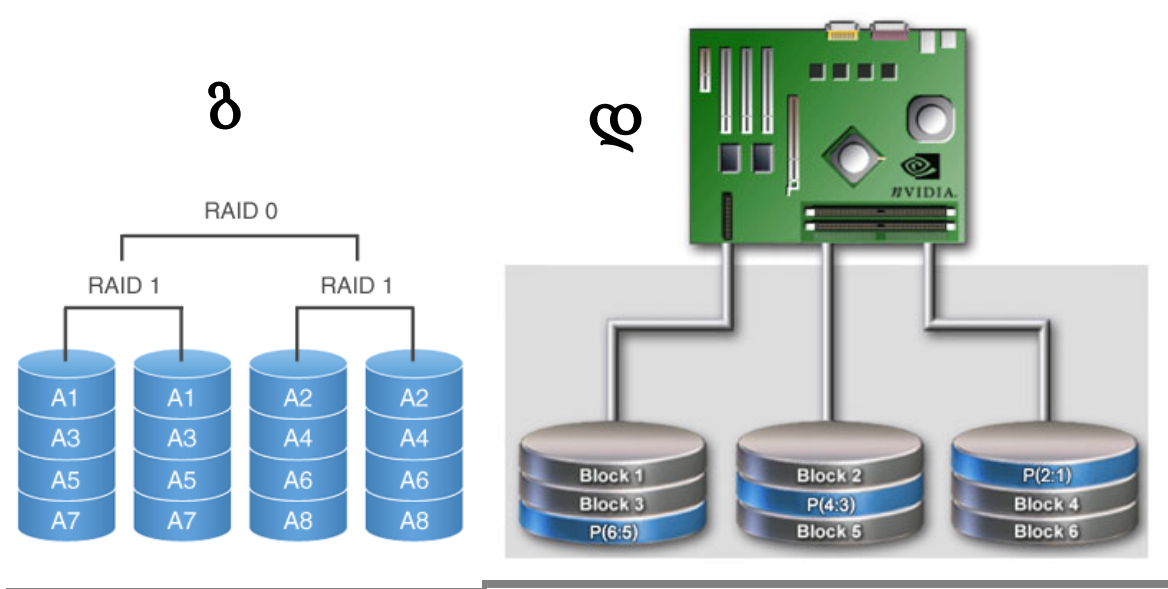 ბ
დ
RAID 0
RAID 1 RAID 1
A1 A1 A2 A2
A3 A3 A4 A4
A5 A5 A6 A6
A7 A7 A8 A8
nVIDIA.
Block 1 Block 2 P(2:1)
Block 3 P(4:3) Block 4
P(6:5) Block 5 Block 6